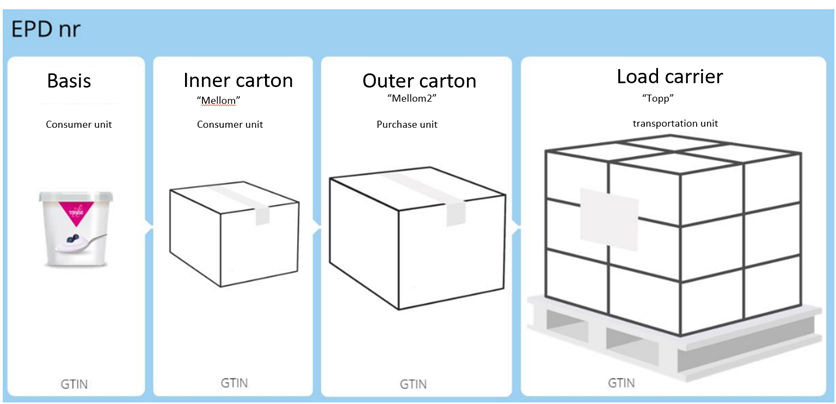 EPD nr
Basis
Consumer unit
GTIN
Inner carton
“Mellom”
Consumer unit
GTIN
Outer carton
“Mellom2”
Purchase unit
GTIN
Load carrier
“Topp”
transportation unit
GTIN